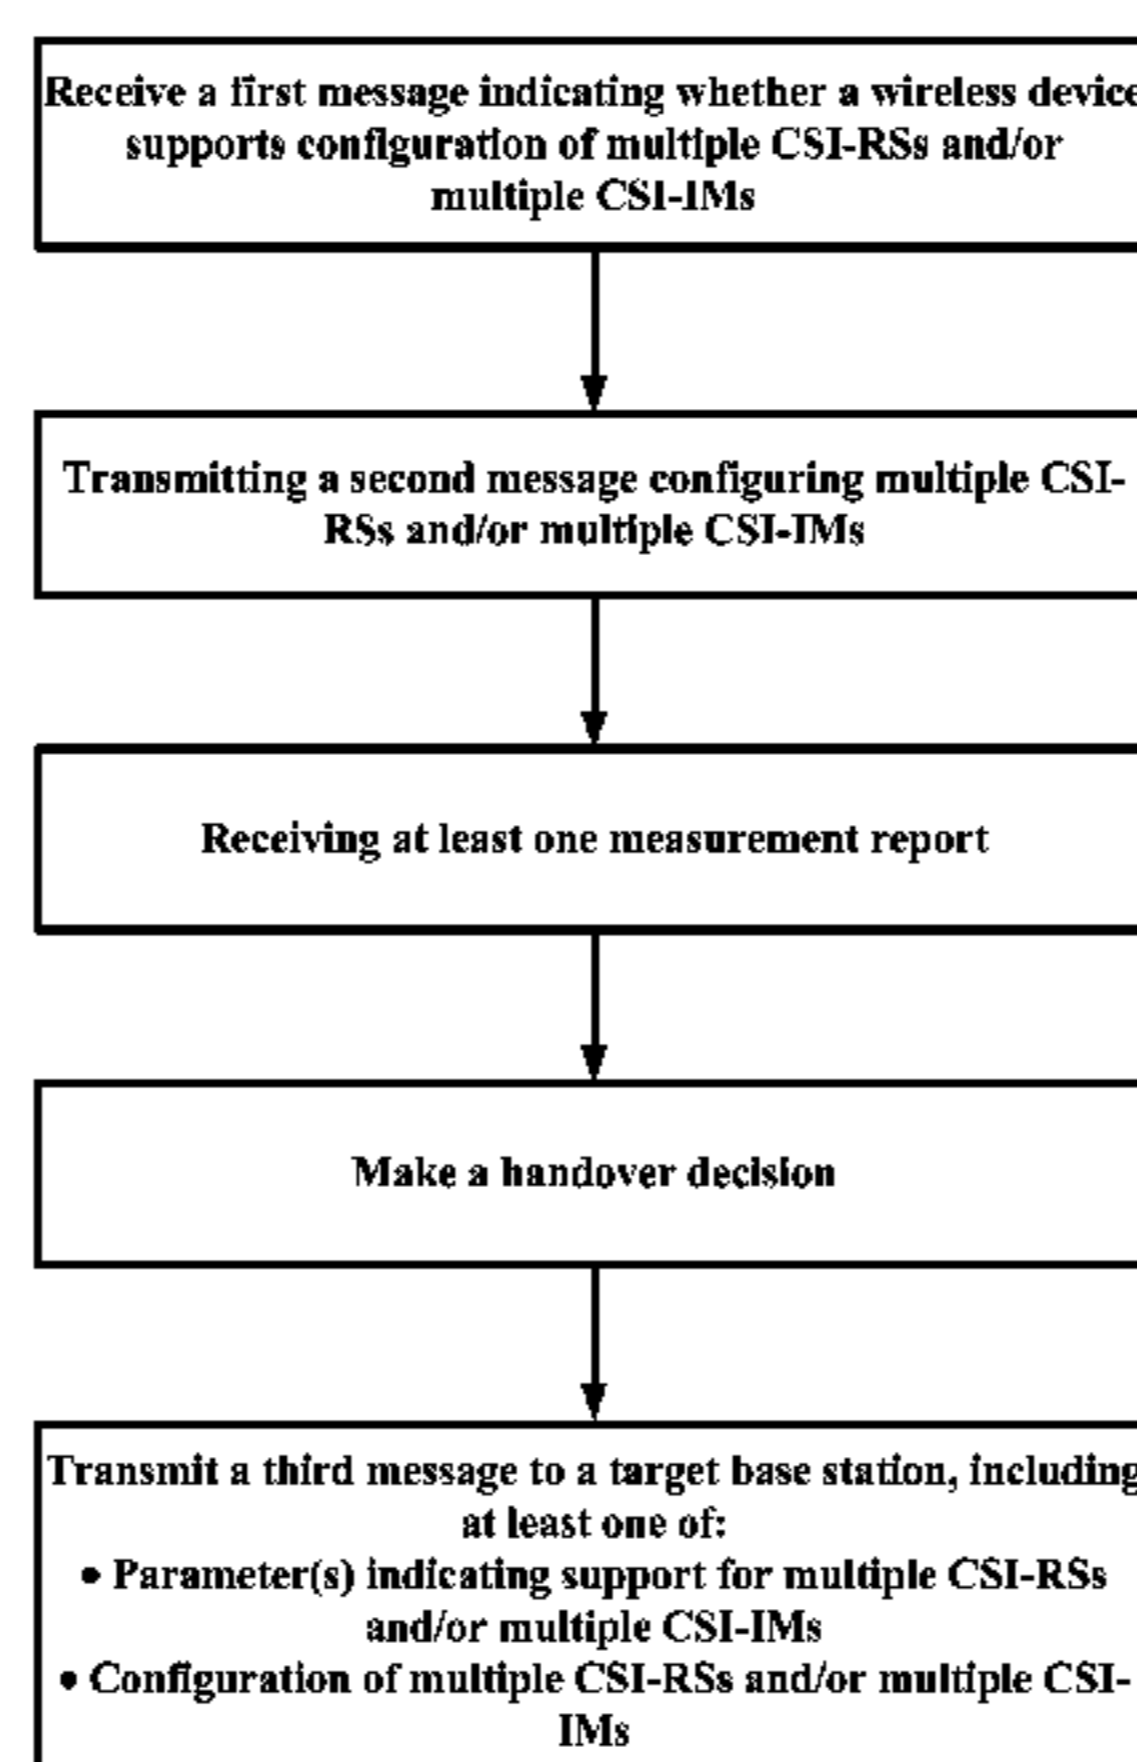 Receive a first message indicating whether a wireless device
supports configuration of multiple CSI-RSs and/or
multiple CSI-IMs
Transmitting a second message configuring multiple CSI-
RSs and/or multiple CSI-IMs
Receiving at least one measurement report
Make a handover decision
Transmit a third message to a target base station, including
at least one of:
• Parameter(s) indicating support for multiple CSI-RSs
and/or multiple CSI-IMs
• Configuration of multiple CSI-RSs and/or multiple CSI-
IMs